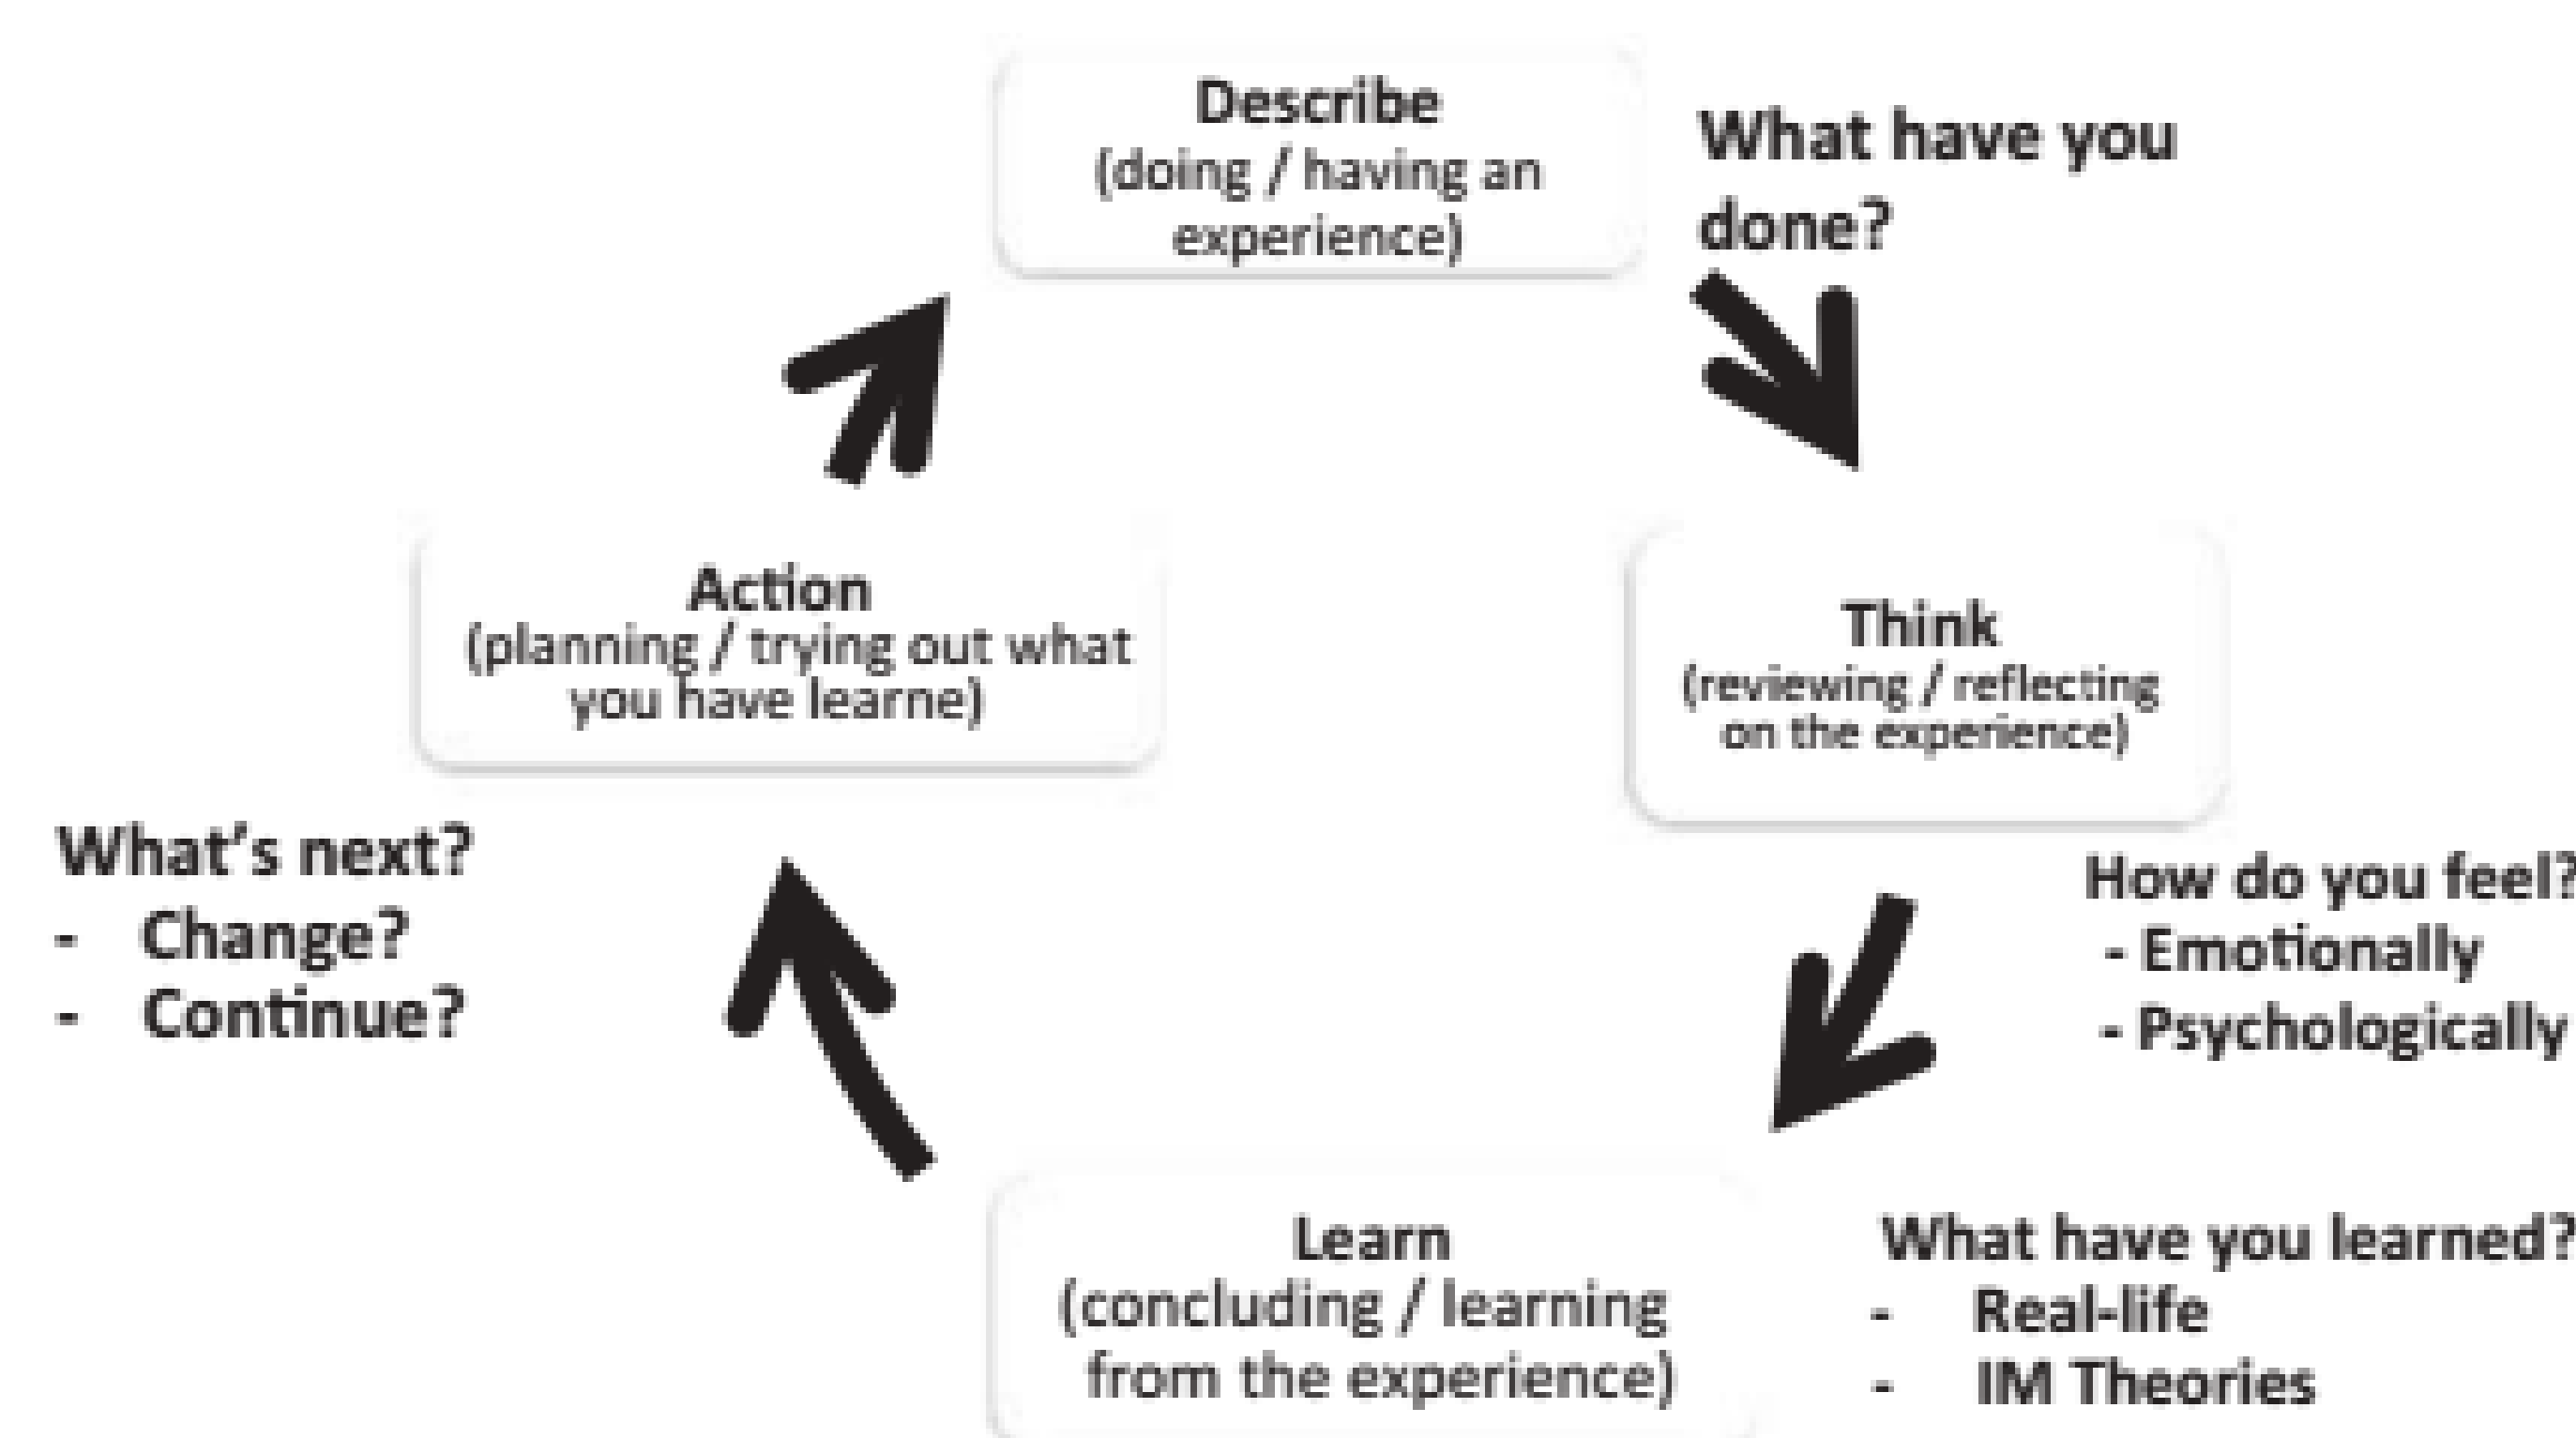 Describe
(doing / having an
experience)
What have you
done?
Think
(reviewing / reflecting
on the experience)
How do you feel?
- Emotionally
- Psychologically
Learn
(concluding / learning
from the experience)
What have you learned?
- Real-life
- IM Theories
Action
(planning / trying out what
you have learne)
What's next?
- Change?
- Continue?